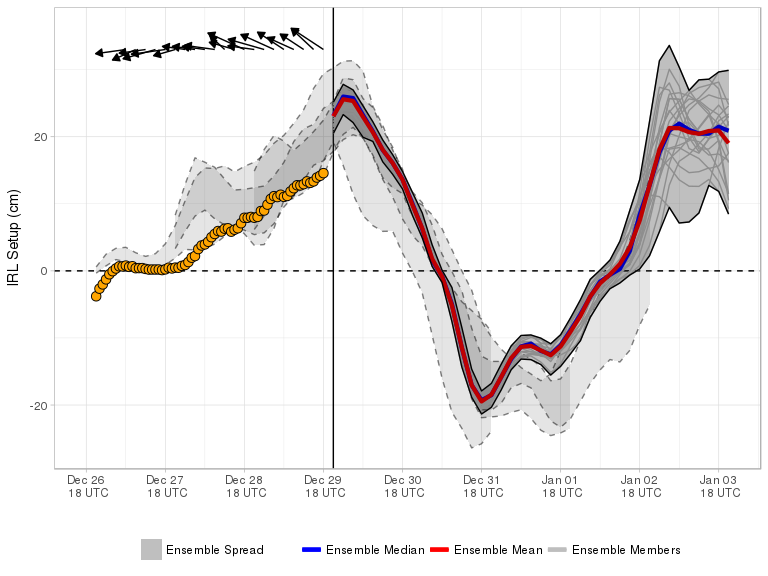 IRL Setup (cm)
20
0
-20
Dec 26 Dec 27 Dec 28 Dec 29 Dec 30 Dec 31 Jan 01 Jan 02 Jan 03
18 UTC 18 UTC 18 UTC 18 UTC 18 UTC 18 UTC 18 UTC 18 UTC 18 UTC
Ensemble Spread Ensemble Median Ensemble Mean Ensemble Members